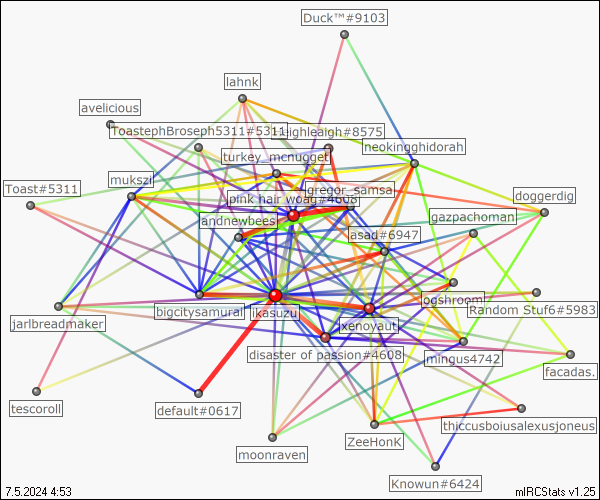 Duck™#9103
lahnk
avelicious
ToastephBroseph5311#5311
leighleaigh#8575
neokingghidorah
turkey_mcnugget
mukszi
Toast#5311
gregor_samsa
pink hair woag#4608
doggerdig
gazpachoman
andnewbees
asad#6947
ogshroom
bigcitysamurai
ikasuzu
Random Stuf6#5983
jarlbreadmaker
xenoyaut
disaster of passion#4608
mingus4742
facadas.
tescoroll
default#0617
thiccusboiusalexusjoneus
ZeeHonK
moonraven
Knowun#6424
7.5.2024 4:53
mIRCStats v1.25